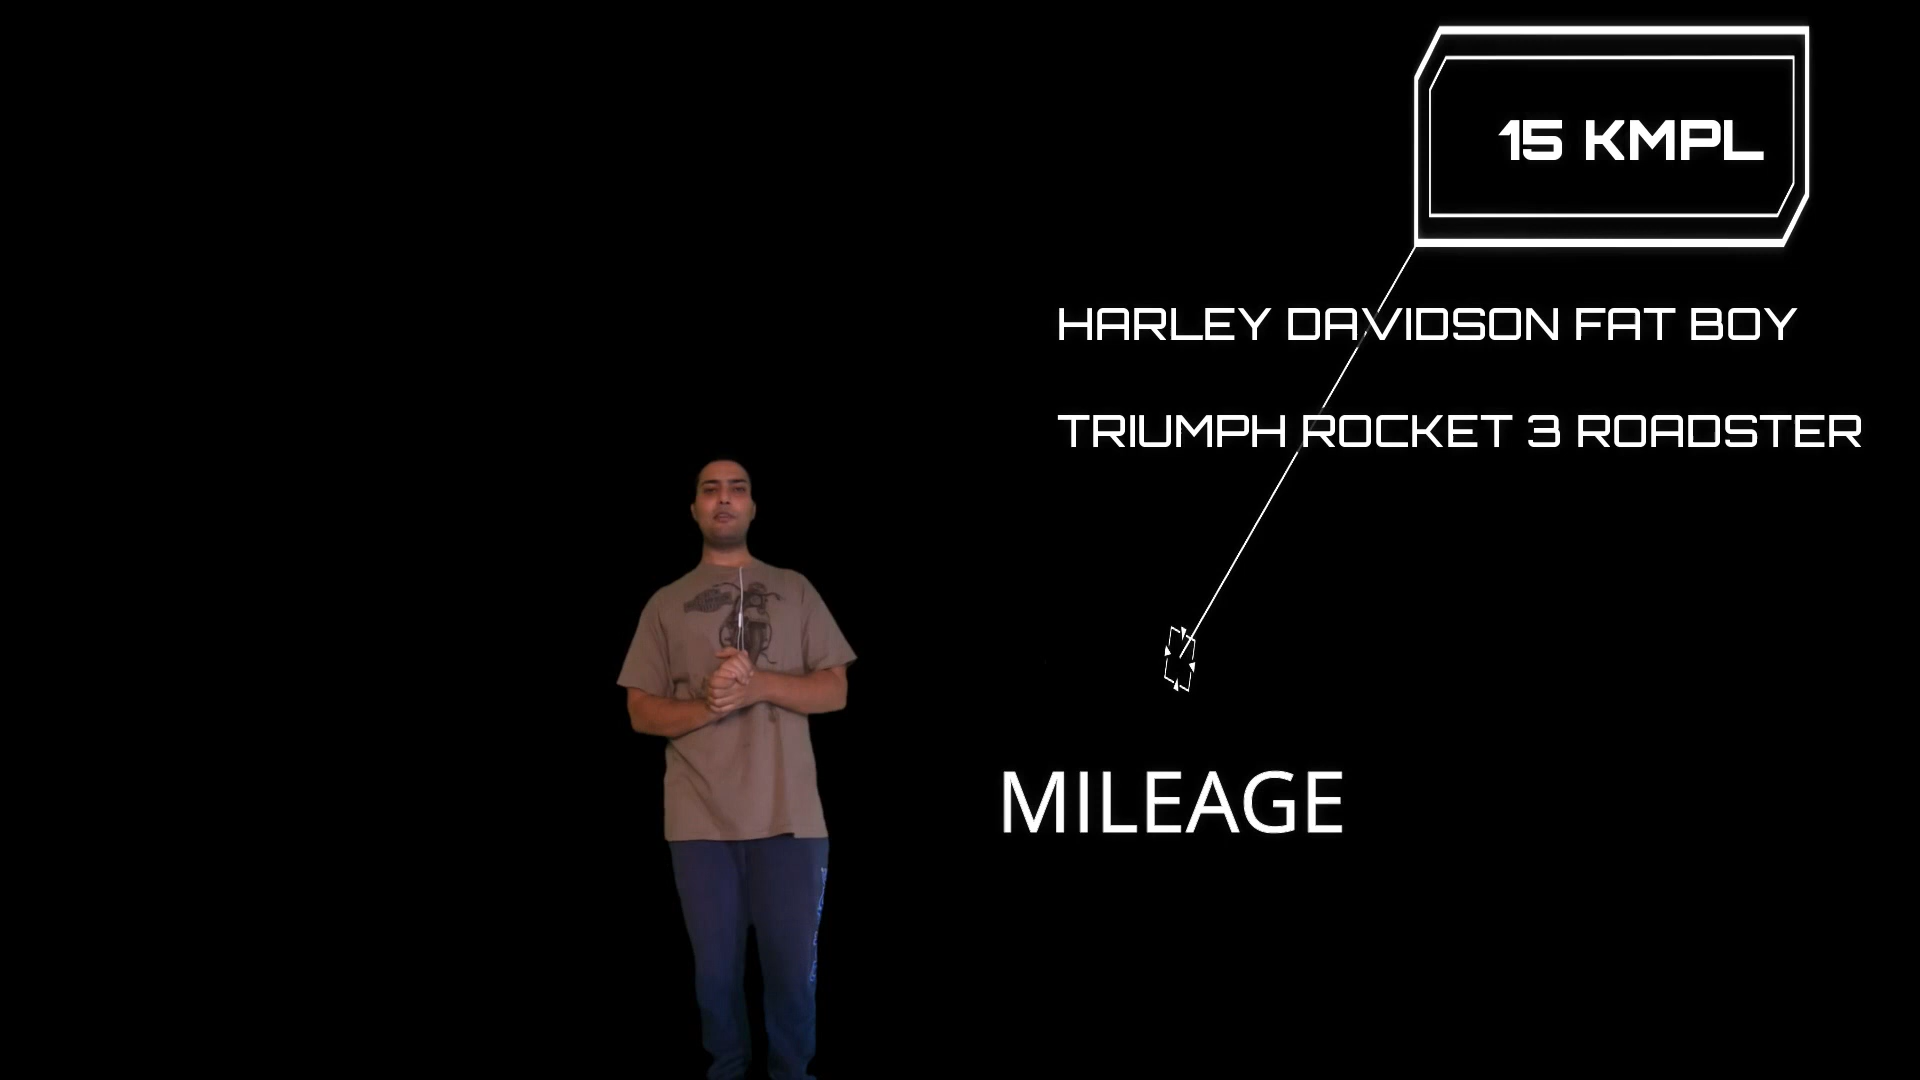 15 KMPL
HARLEY DAVIDSON FAT BOY
TRIUMPH ROCKET 3 ROADSTER
MILEAGE